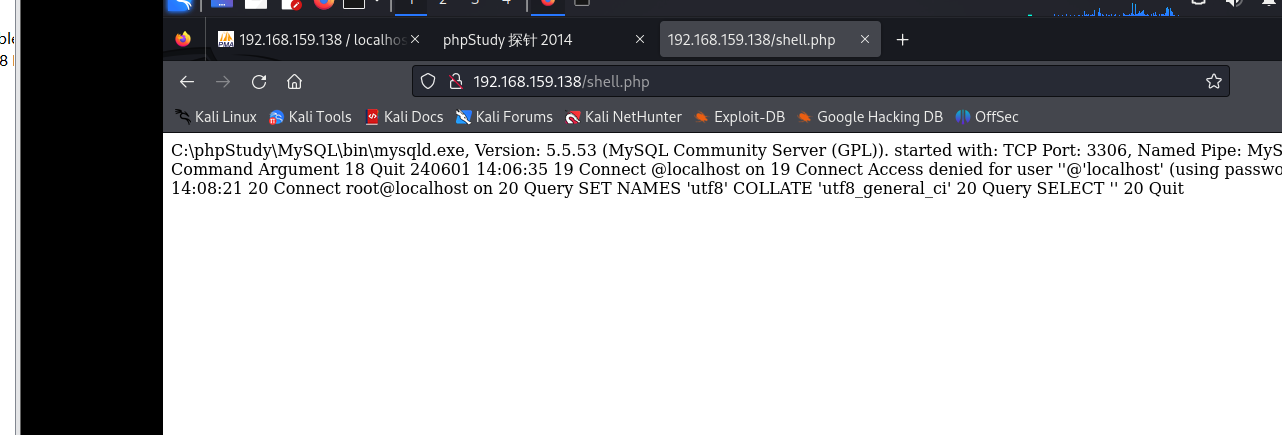 1 2 3 4
192.168.159.138 / localhos
phpStudy 探针 2014
192.168.159.138/shell.php
192.168.159.138/shell.php
Kali Linux Kali Tools Kali Docs Kali Forums Kali NetHunter Exploit-DB Google Hacking DB OffSec
C:\phpStudy\MySQL\bin\mysqld.exe, Version: 5.5.53 (MySQL Community Server (GPL)). started with: TCP Port: 3306, Named Pipe: MyS
Command Argument 18 Quit 240601 14:06:35 19 Connect @localhost on 19 Connect Access denied for user ''@'localhost' (using passwo
14:08:21 20 Connect root@localhost on 20 Query SET NAMES 'utf8' COLLATE 'utf8_general_ci' 20 Query SELECT '' 20 Quit